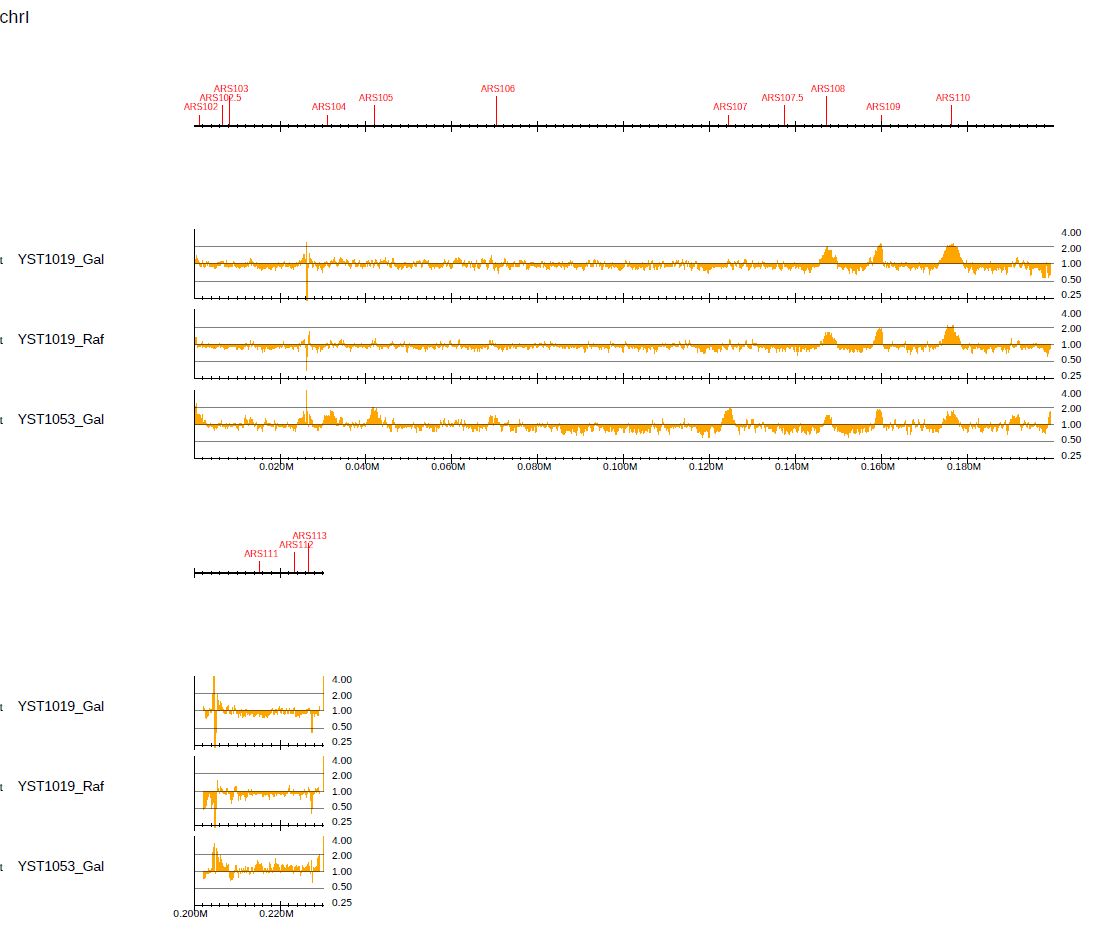 chrI
ARS103
ARS108
ARS106
ARS102.5
ARS105
ARS107.5
ARS110
ARS102
ARS104
ARS107
ARS109
4.00
2.00
t YST1019_Gal
1.00
0.50
0.25
4.00
2.00
t YST1019_Raf
1.00
0.50
0.25
4.00
2.00
t YST1053_Gal
1.00
0.50
0.25
0.020M 0.040M 0.060M 0.080M 0.100M 0.120M 0.140M 0.160M 0.180M
ARS113
ARS112
ARS111
4.00
2.00
t YST1019_Gal
1.00
0.50
0.25
4.00
2.00
t YST1019_Raf
1.00
0.50
0.25
4.00
2.00
t YST1053_Gal
1.00
0.50
0.25
0.200M 0.220M